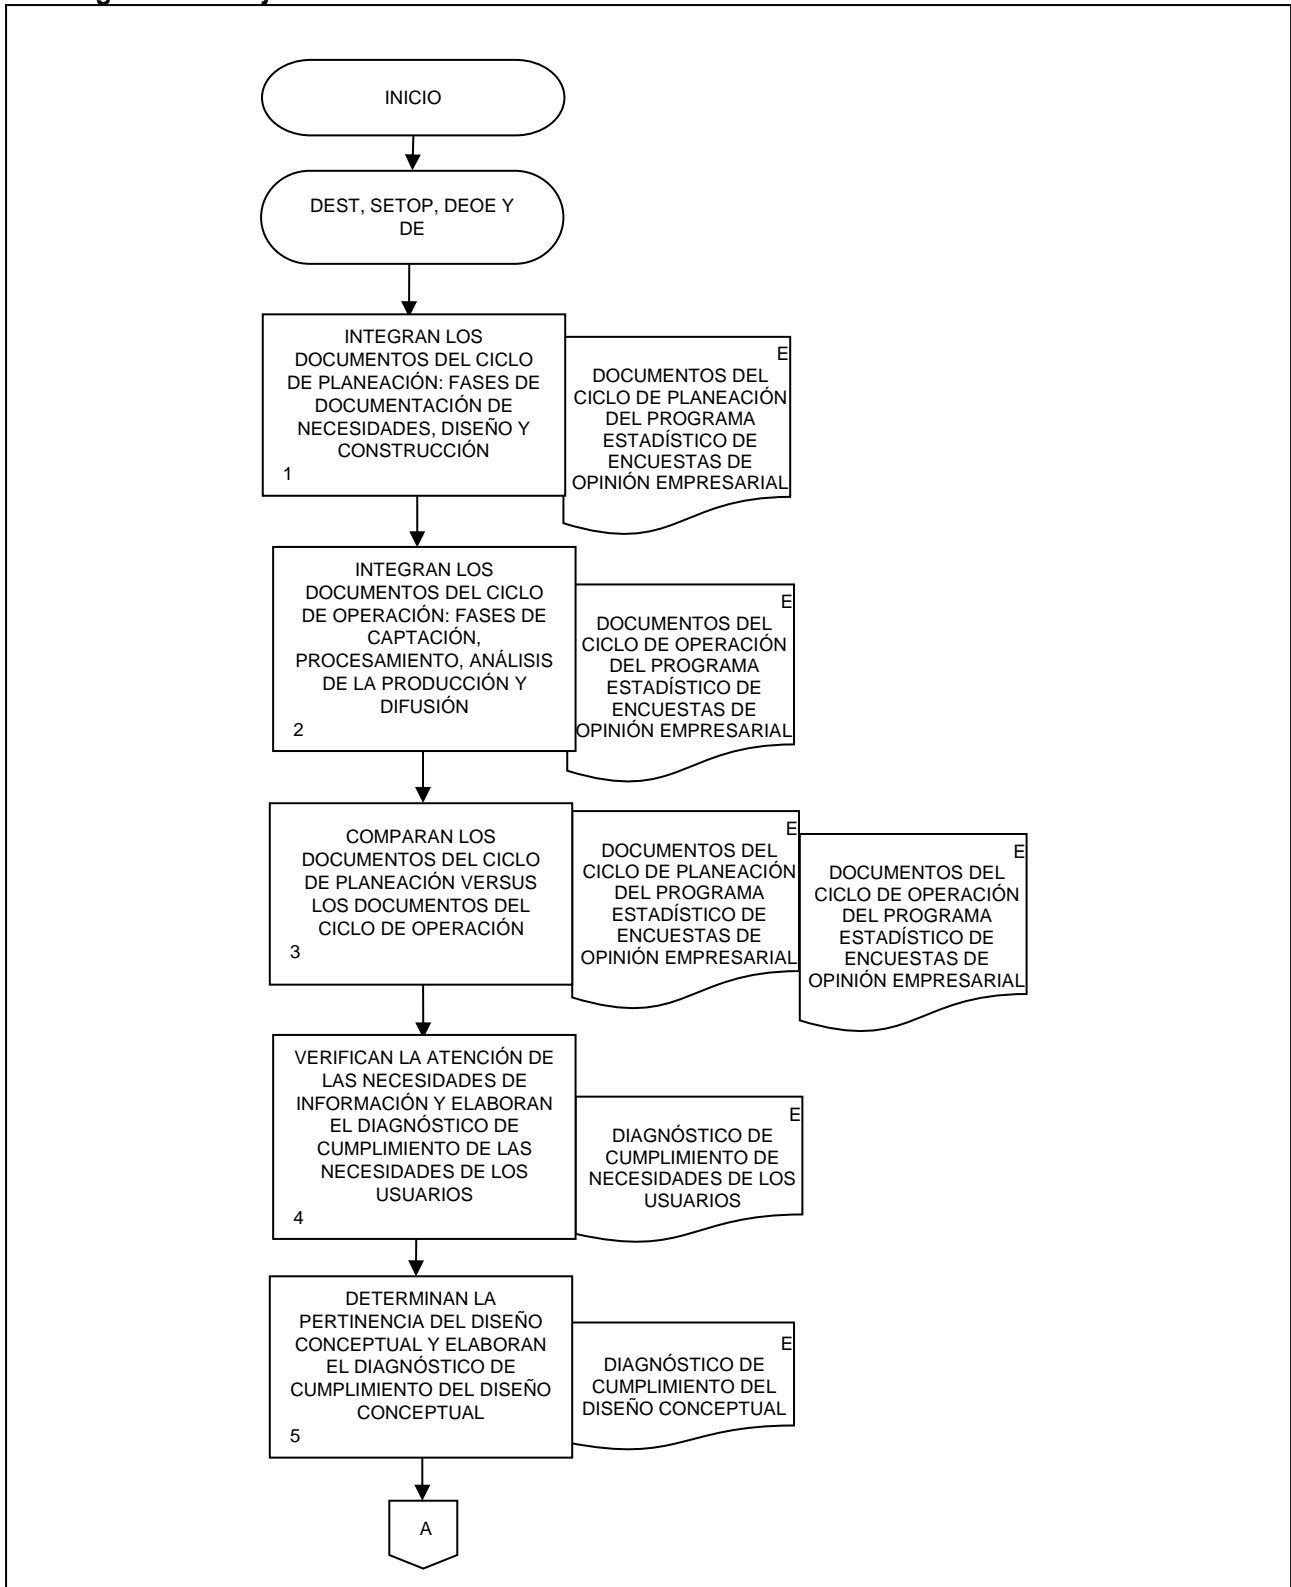 INICIO
DEST, SETOP, DEOE Y
DE
INTEGRAN LOS
DOCUMENTOS DEL CICLO
DE PLANEACIÓN: FASES DE
DOCUMENTACIÓN DE
NECESIDADES, DISEÑO Y
CONSTRUCCIÓN
1
E
DOCUMENTOS DEL
CICLO DE PLANEACIÓN
DEL PROGRAMA
ESTADÍSTICO DE
ENCUESTAS DE
OPINIÓN EMPRESARIAL
INTEGRAN LOS
DOCUMENTOS DEL CICLO
DE OPERACIÓN: FASES DE
CAPTACIÓN,
PROCESAMIENTO, ANÁLISIS
DE LA PRODUCCIÓN Y
DIFUSIÓN
2
E
DOCUMENTOS DEL
CICLO DE OPERACIÓN
DEL PROGRAMA
ESTADÍSTICO DE
ENCUESTAS DE
OPINIÓN EMPRESARIAL
COMPARAN LOS
DOCUMENTOS DEL CICLO
DE PLANEACIÓN VERSUS
LOS DOCUMENTOS DEL
CICLO DE OPERACIÓN
3
E
DOCUMENTOS DEL
CICLO DE PLANEACIÓN
DEL PROGRAMA
ESTADÍSTICO DE
ENCUESTAS DE
OPINIÓN EMPRESARIAL
E
DOCUMENTOS DEL
CICLO DE OPERACIÓN
DEL PROGRAMA
ESTADÍSTICO DE
ENCUESTAS DE
OPINIÓN EMPRESARIAL
VERIFICAN LA ATENCIÓN DE
LAS NECESIDADES DE
INFORMACIÓN Y ELABORAN
EL DIAGNÓSTICO DE
CUMPLIMIENTO DE LAS
NECESIDADES DE LOS
USUARIOS
4
E
DIAGNÓSTICO DE
CUMPLIMIENTO DE
NECESIDADES DE LOS
USUARIOS
DETERMINAN LA
PERTINENCIA DEL DISEÑO
CONCEPTUAL Y ELABORAN
EL DIAGNÓSTICO DE
CUMPLIMIENTO DEL DISEÑO
CONCEPTUAL
5
E
DIAGNÓSTICO DE
CUMPLIMIENTO DEL
DISEÑO CONCEPTUAL
A